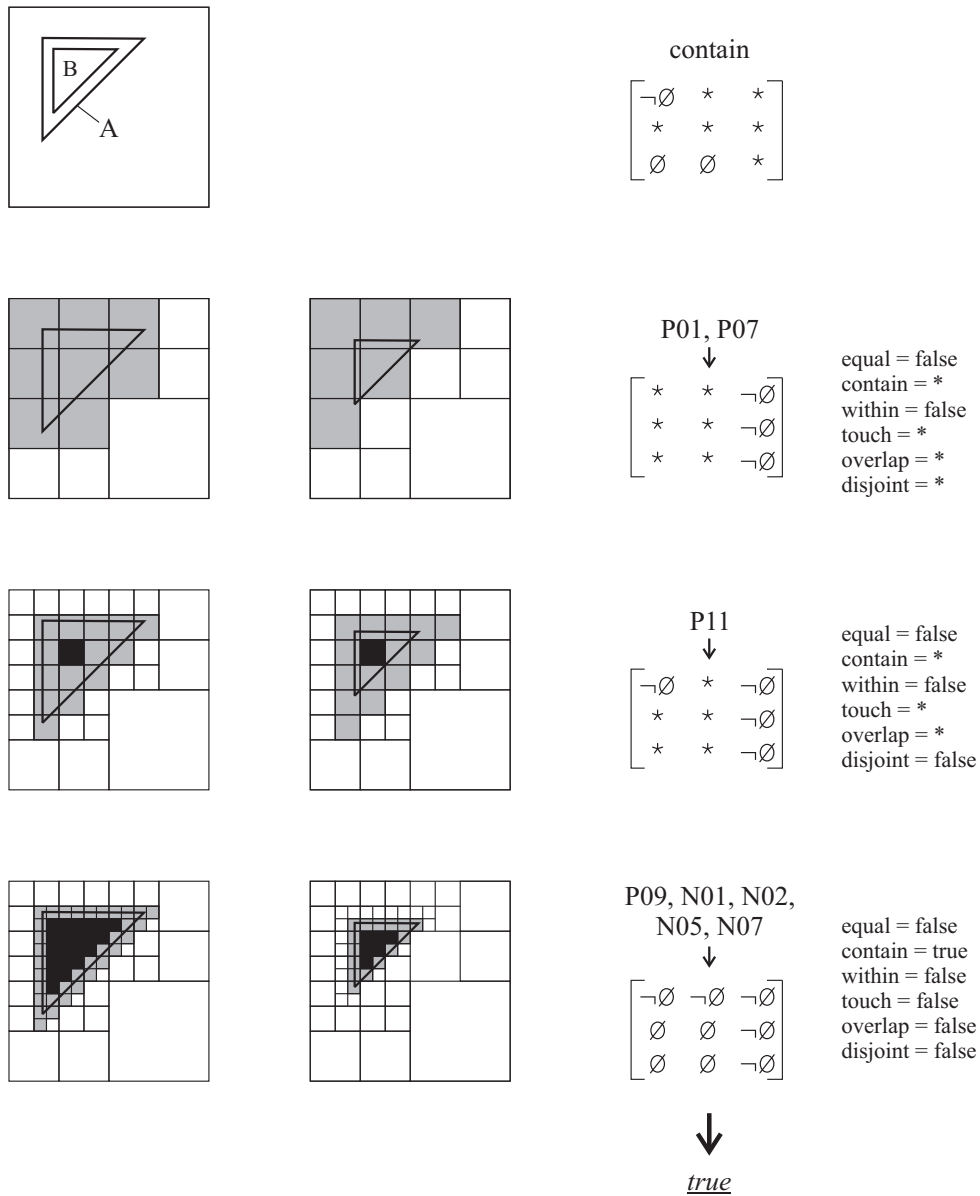 B
A
contain
¬∅ * *
* * *
∅ ∅ *
P01, P07
* * ¬∅
* * ¬∅
* * ¬∅
equal = false
contain = *
within = false
touch = *
overlap = *
disjoint = *
P11
¬∅ * ¬∅
* * ¬∅
* * ¬∅
equal = false
contain = *
within = false
touch = *
overlap = *
disjoint = false
P09, N01, N02,
N05, N07
¬∅ ¬∅ ¬∅
∅ ∅ ¬∅
∅ ∅ ¬∅
equal = false
contain = true
within = false
touch = false
overlap = false
disjoint = false
true